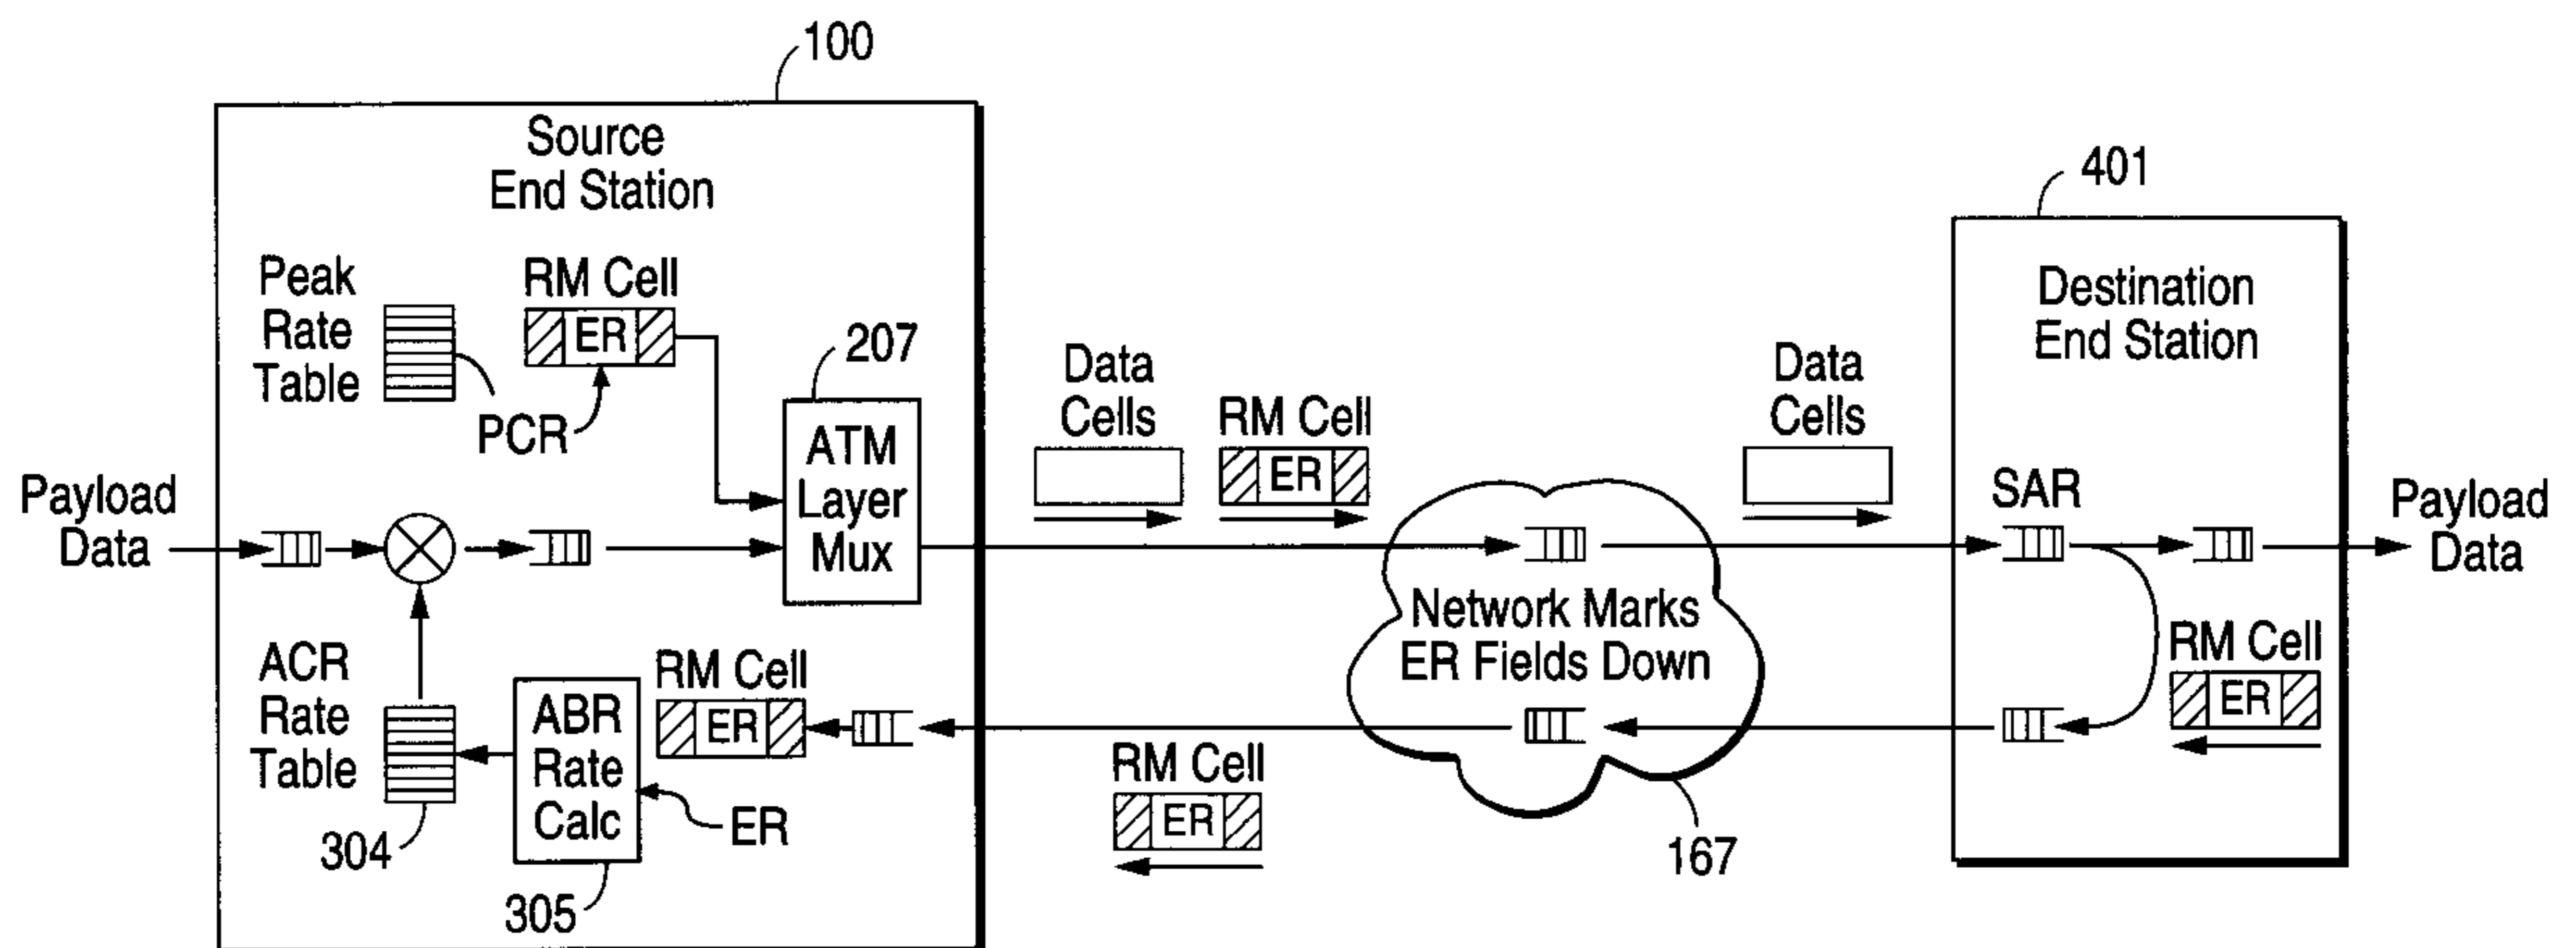 100
Source
End Station
Peak
Rate
Table
RM Cell
ER
PCR
207
ATM
Layer
Mux
Payload
Data
ACR
Rate
Table
304
ABR
Rate
Calc
305
RM Cell
ER
ER
Data
Cells
RM Cell
ER
Network Marks
ER Fields Down
167
RM Cell
ER
Data
Cells
401
Destination
End Station
SAR
RM Cell
ER
Payload
Data